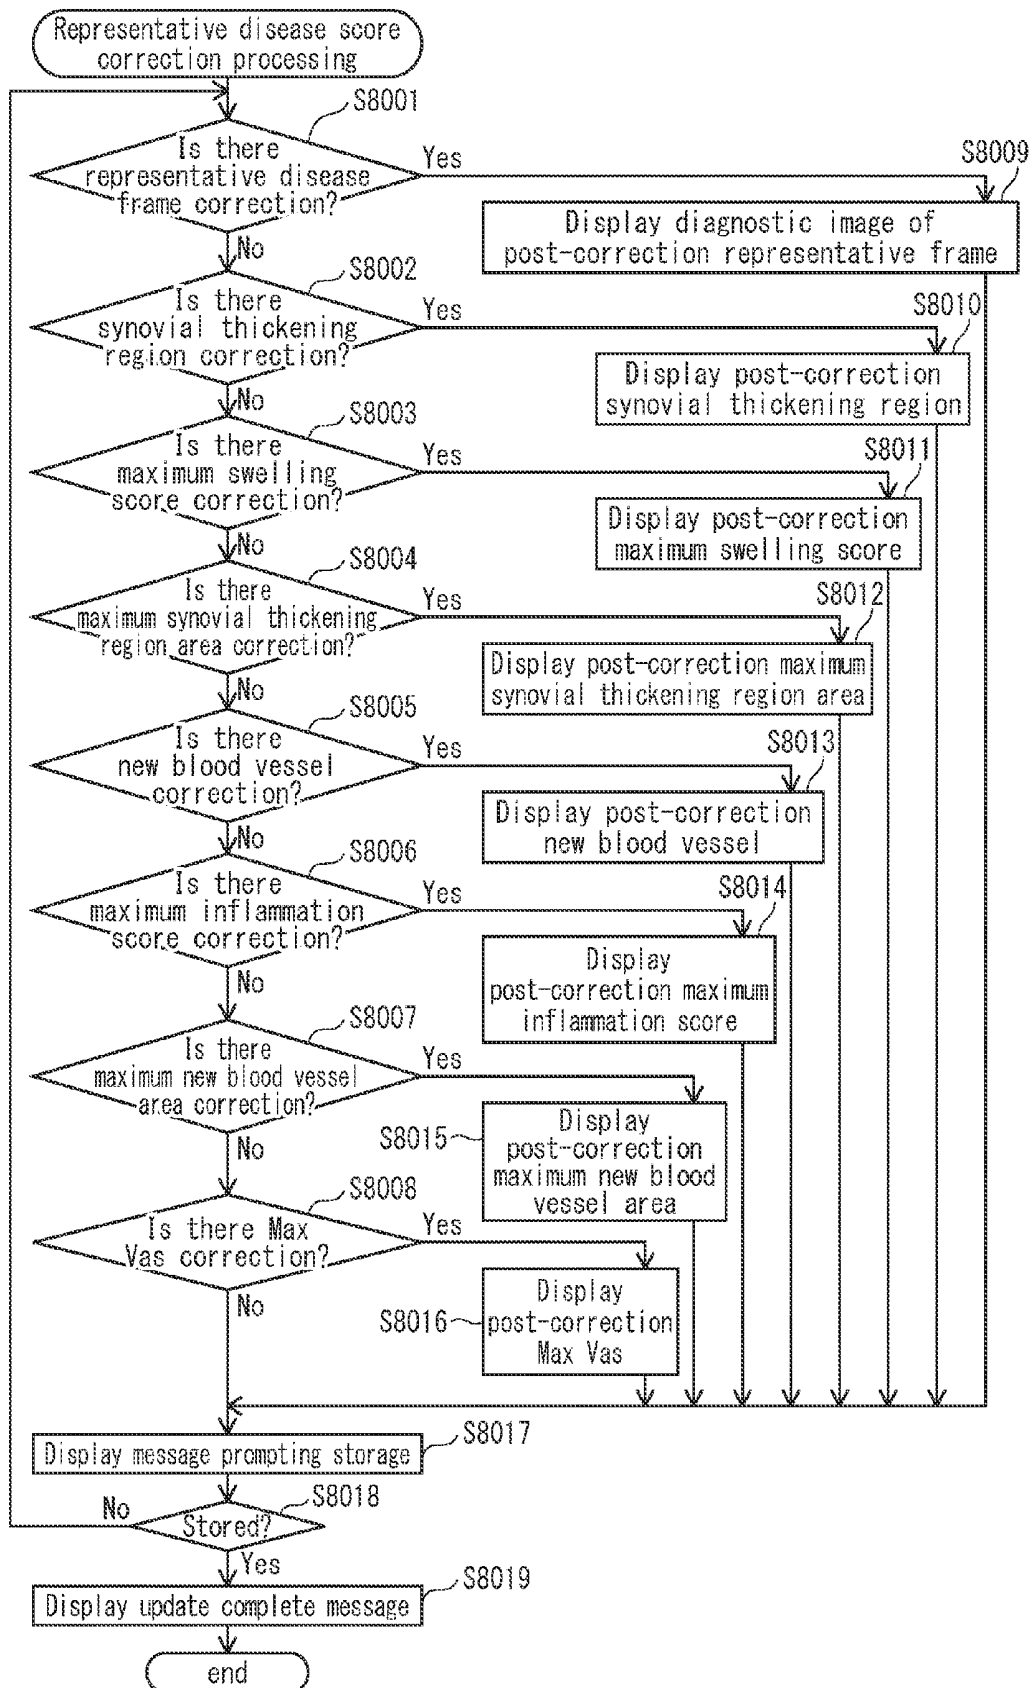 Representative disease score
correction processing
S8001
Is there
representative disease
frame correction?
Yes
No
S8009
Display diagnostic image of
post-correction representative frame
S8002
Is there
synovial thickening
region correction?
Yes
No
S8010
Display post-correction
synovial thickening region
S8003
Is there
maximum swelling
score correction?
Yes
No
S8011
Display post-correction
maximum swelling score
S8004
Is there
maximum synovial thickening
region area correction?
Yes
No
S8012
Display post-correction maximum
synovial thickening region area
S8005
Is there
new blood vessel
correction?
Yes
No
S8013
Display post-correction
new blood vessel
S8006
Is there
maximum inflammation
score correction?
Yes
No
S8014
Display
post-correction maximum
inflammation score
S8007
Is there
maximum new blood vessel
area correction?
Yes
No
S8015
Display
post-correction
maximum new blood
vessel area
S8008
Is there Max
Vas correction?
Yes
No
S8016
Display
post-correction
Max Vas
S8017
Display message prompting storage
S8018
Stored?
No
Yes
S8019
Display update complete message
end